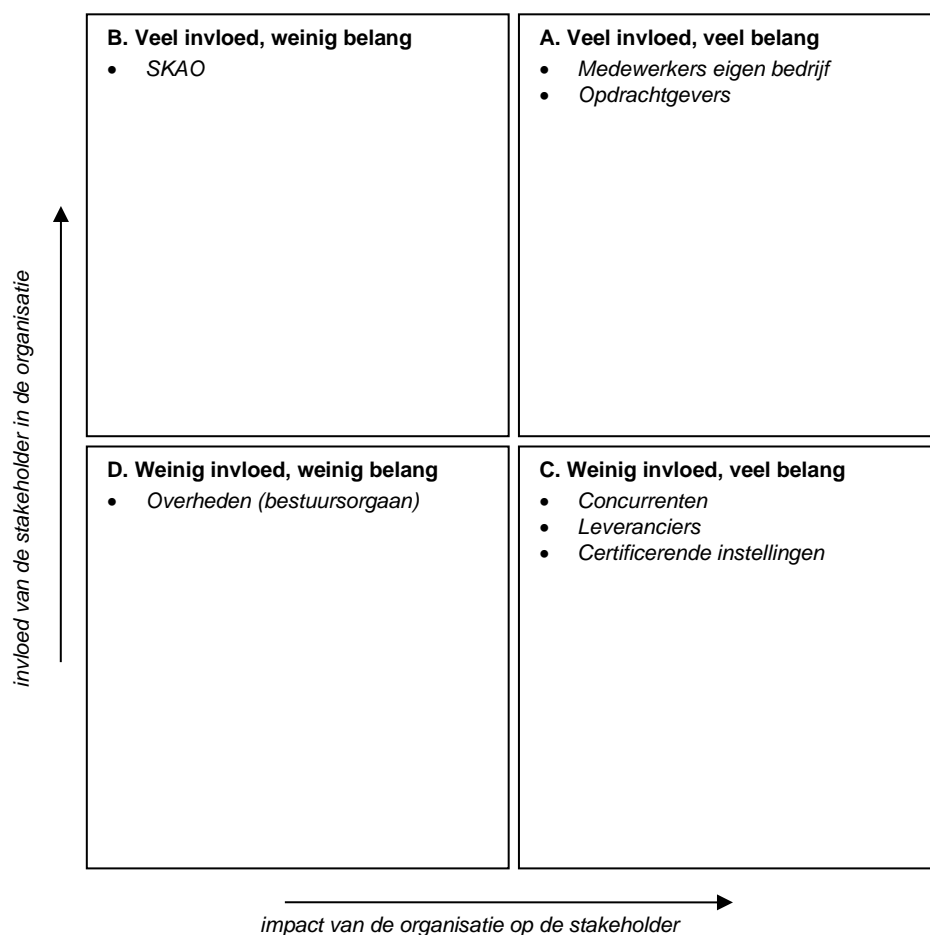 B. Veel invloed, weinig belang
• SKAO
A. Veel invloed, veel belang
• Medewerkers eigen bedrijf
• Opdrachtgevers
invloed van de stakeholder in de organisatie
D. Weinig invloed, weinig belang
• Overheden (bestuursorgaan)
C. Weinig invloed, veel belang
• Concurrenten
• Leveranciers
• Certificerende instellingen
impact van de organisatie op de stakeholder